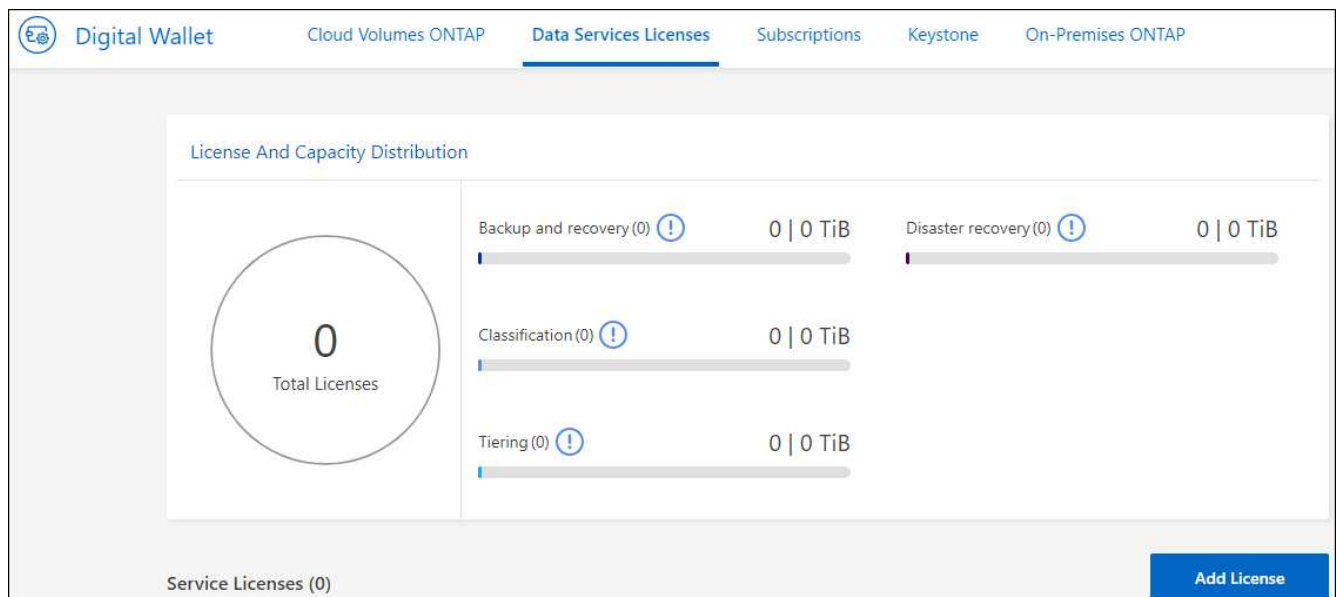 Digital Wallet Cloud Volumes ONTAP Data Services Licenses Subscriptions Keystone On-Premises ONTAP
License And Capacity Distribution
Backup and recovery (0) 0 | 0 TiB Disaster recovery (0) 0 | 0 TiB
0
Total Licenses
Classification (0) 0 | 0 TiB
Tiering (0) 0 | 0 TiB
Service Licenses (0) Add License